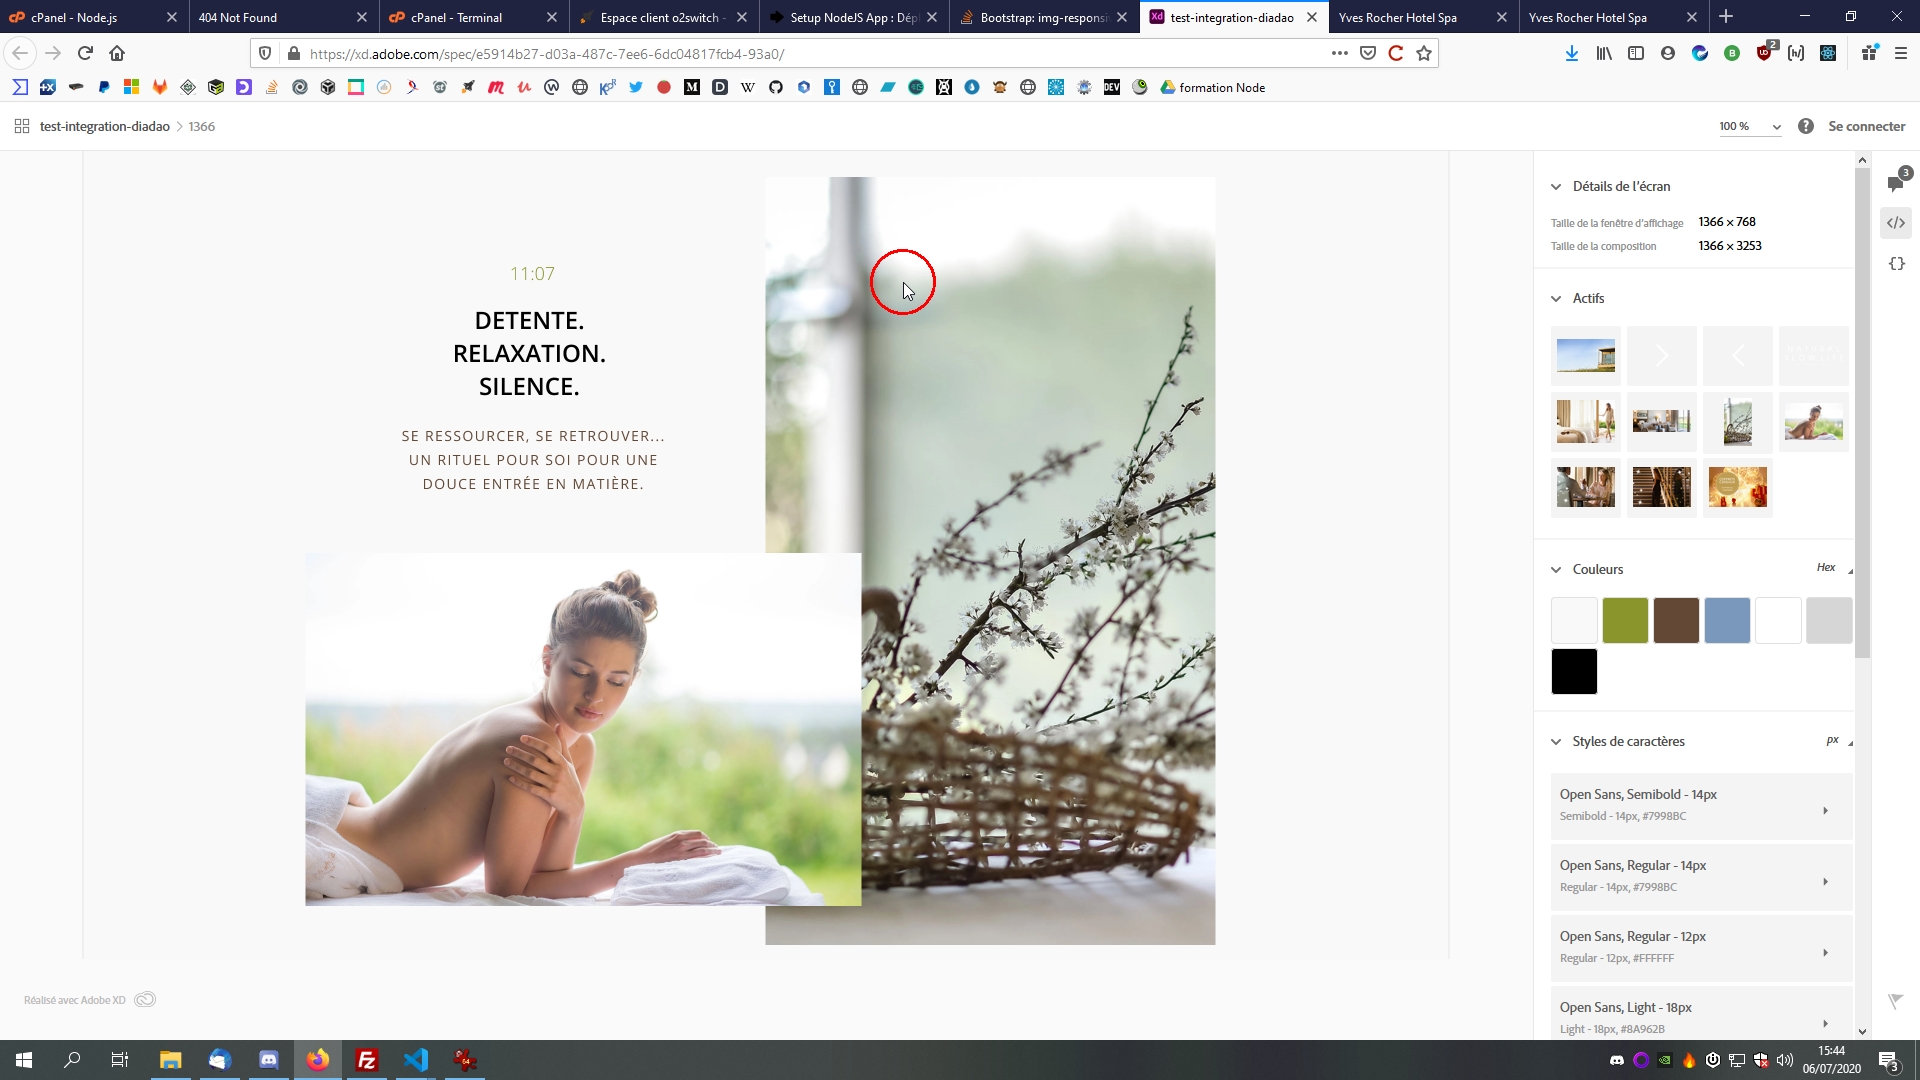 cPanel - Node.js
404 Not Found
cPanel - Terminal
Espace client o2switch -
Setup NodeJS App : Dépl
Bootstrap: img-responsi
test-integration-diadao
Yves Rocher Hotel Spa
Yves Rocher Hotel Spa
https://xd.adobe.com/spec/e5914b27-d03a-487c-7ee6-6dc04817fcb4-93a0/
2
formation Node
test-integration-diadao > 1366
100 %
Se connecter
11:07
DETENTE.
RELAXATION.
SILENCE.
SE RESSOURCER, SE RETROUVER...
UN RITUEL POUR SOI POUR UNE
DOUCE ENTRÉE EN MATIÈRE.
Réalisé avec Adobe XD
Détails de l'écran
Taille de la fenêtre d'affichage 1366 × 768
Taille de la composition 1366 × 3253
Actifs
Couleurs Hex
Styles de caractères px
Open Sans, Semibold - 14px
Semibold - 14px, #7998BC
Open Sans, Regular - 14px
Regular - 14px, #7998BC
Open Sans, Regular - 12px
Regular - 12px, #FFFFFF
Open Sans, Light - 18px
Light - 18px, #8A962B
3
15:44
06/07/2020
3